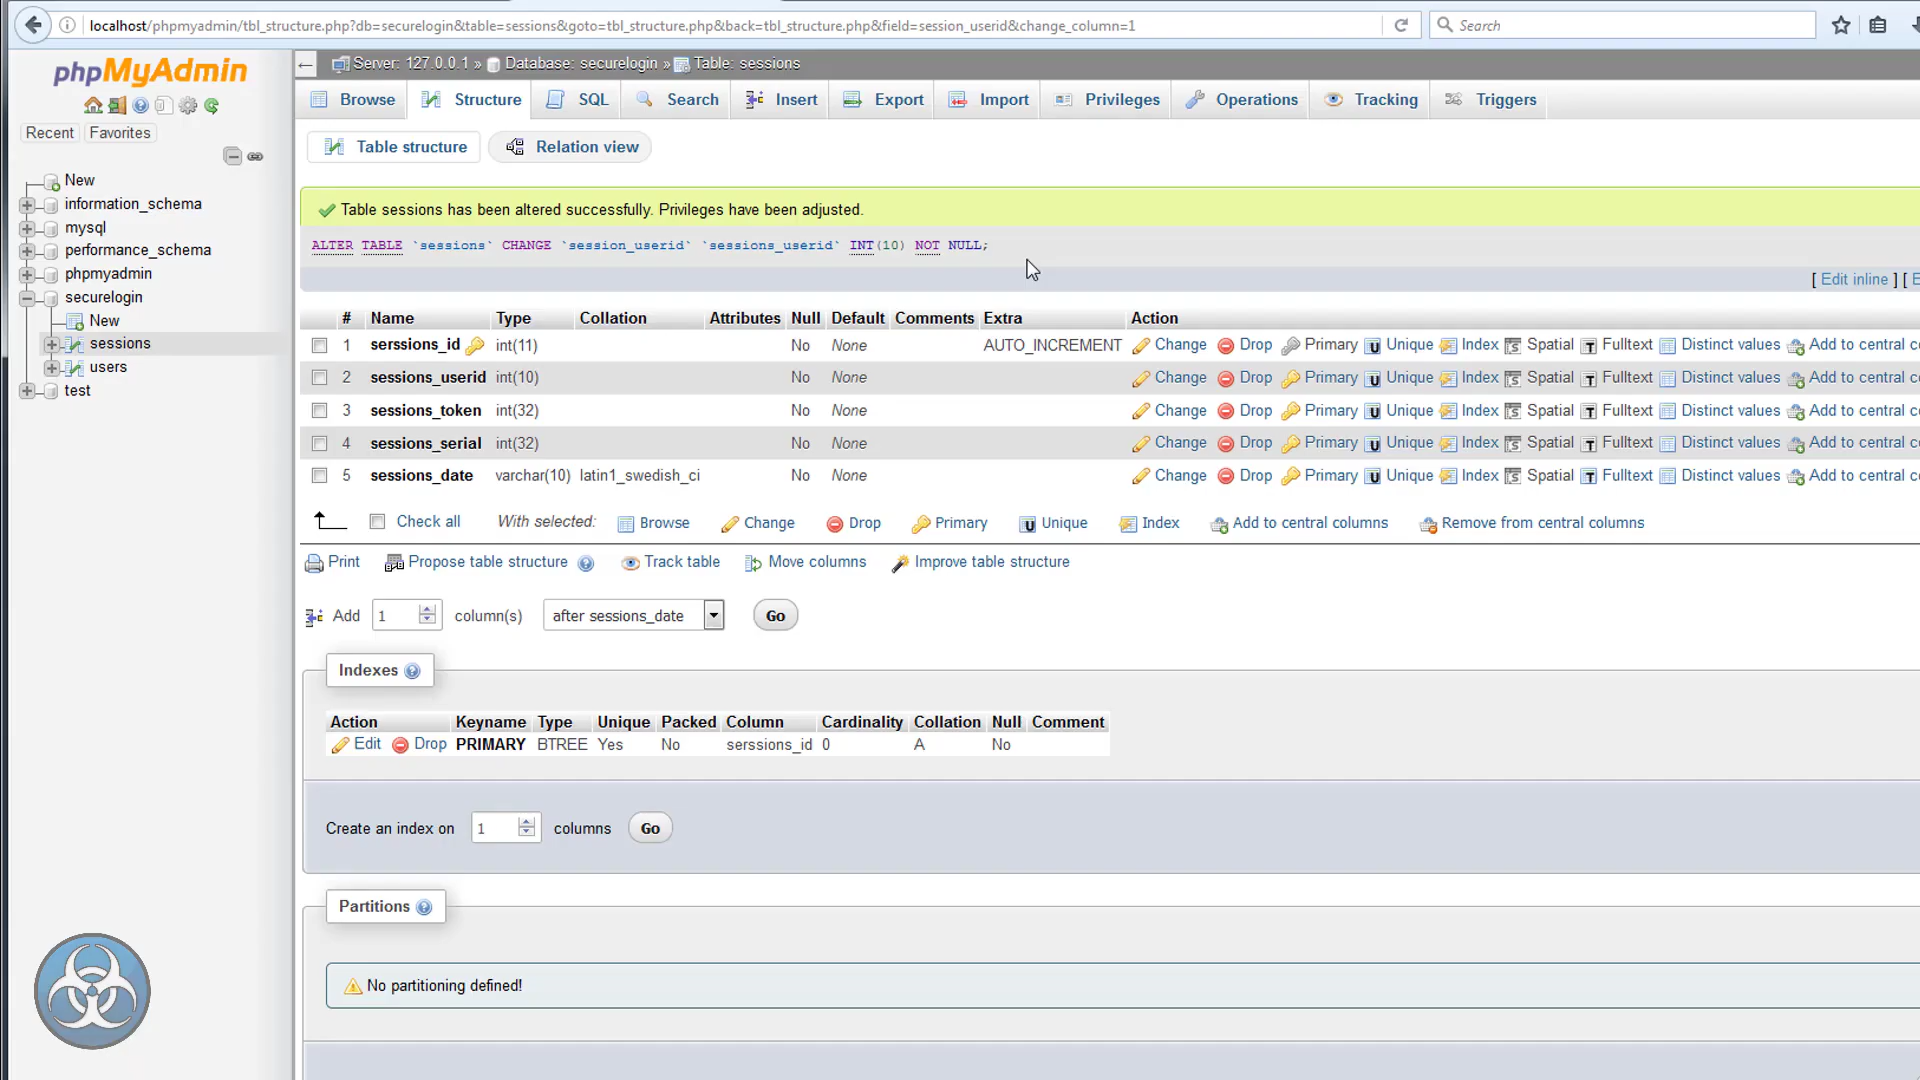 localhost/phpmyadmin/tbl_structure.php?db=securelogin&table=sessions&goto=tbl_structure.php&back=tbl_structure.php&field=session_userid&change_column=1
Search
phpMyAdmin
Server: 127.0.0.1 » Database: securelogin » Table: sessions
Browse Structure SQL Search Insert Export Import Privileges Operations Tracking Triggers
Recent Favorites
Table structure Relation view
New
information_schema
mysql
performance_schema
phpmyadmin
securelogin
New
sessions
users
test
Table sessions has been altered successfully. Privileges have been adjusted.
ALTER TABLE `sessions` CHANGE `session_userid` `sessions_userid` INT(10) NOT NULL;
[ Edit inline ] [ E
# Name Type Collation Attributes Null Default Comments Extra Action
1 serssions_id int(11) No None AUTO_INCREMENT Change Drop Primary Unique Index Spatial Fulltext Distinct values Add to central c
2 sessions_userid int(10) No None Change Drop Primary Unique Index Spatial Fulltext Distinct values Add to central c
3 sessions_token int(32) No None Change Drop Primary Unique Index Spatial Fulltext Distinct values Add to central c
4 sessions_serial int(32) No None Change Drop Primary Unique Index Spatial Fulltext Distinct values Add to central c
5 sessions_date varchar(10) latin1_swedish_ci No None Change Drop Primary Unique Index Spatial Fulltext Distinct values Add to central c
Check all With selected: Browse Change Drop Primary Unique Index Add to central columns Remove from central columns
Print Propose table structure Track table Move columns Improve table structure
Add 1 column(s) after sessions_date Go
Indexes
Action Keyname Type Unique Packed Column Cardinality Collation Null Comment
Edit Drop PRIMARY BTREE Yes No serssions_id 0 A No
Create an index on 1 columns Go
Partitions
No partitioning defined!